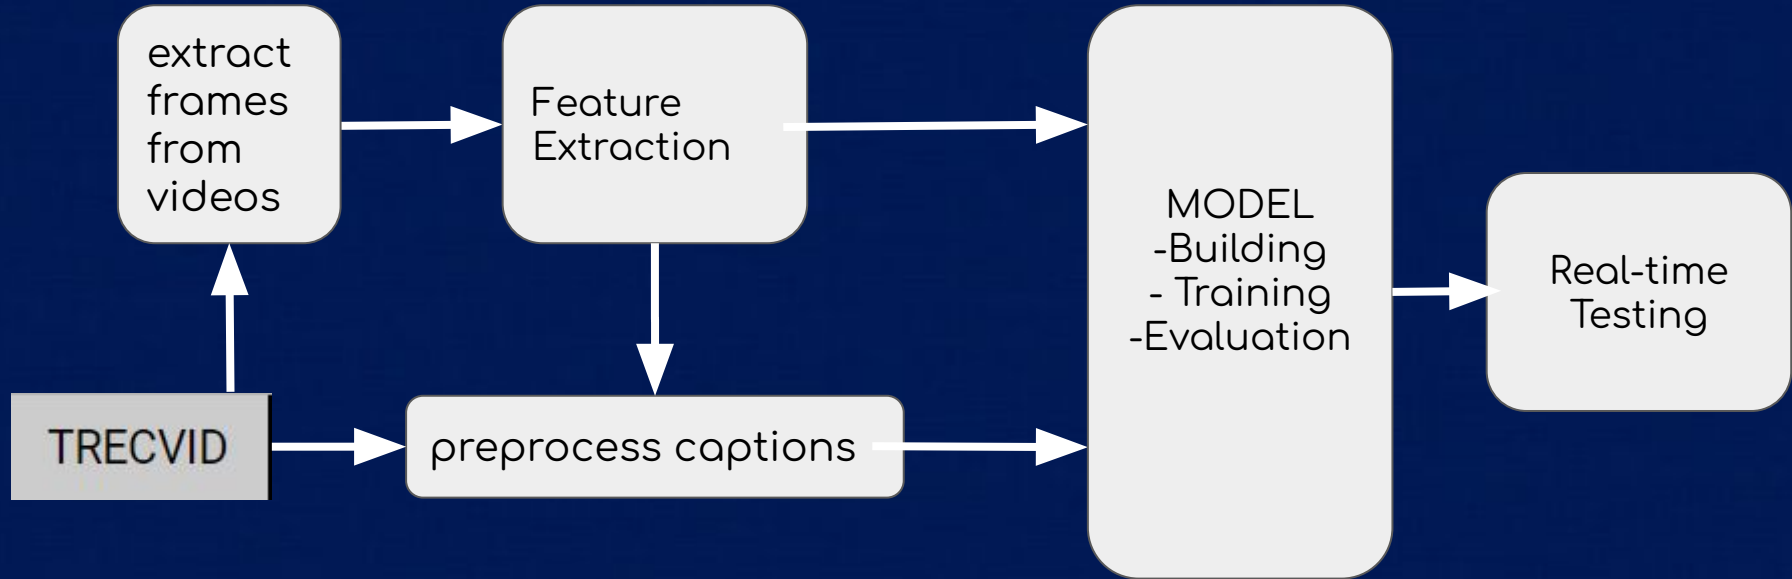 extract
frames
from
videos
Feature
Extraction
MODEL
-Building
- Training
-Evaluation
Real-time
Testing
TRECVID
preprocess captions